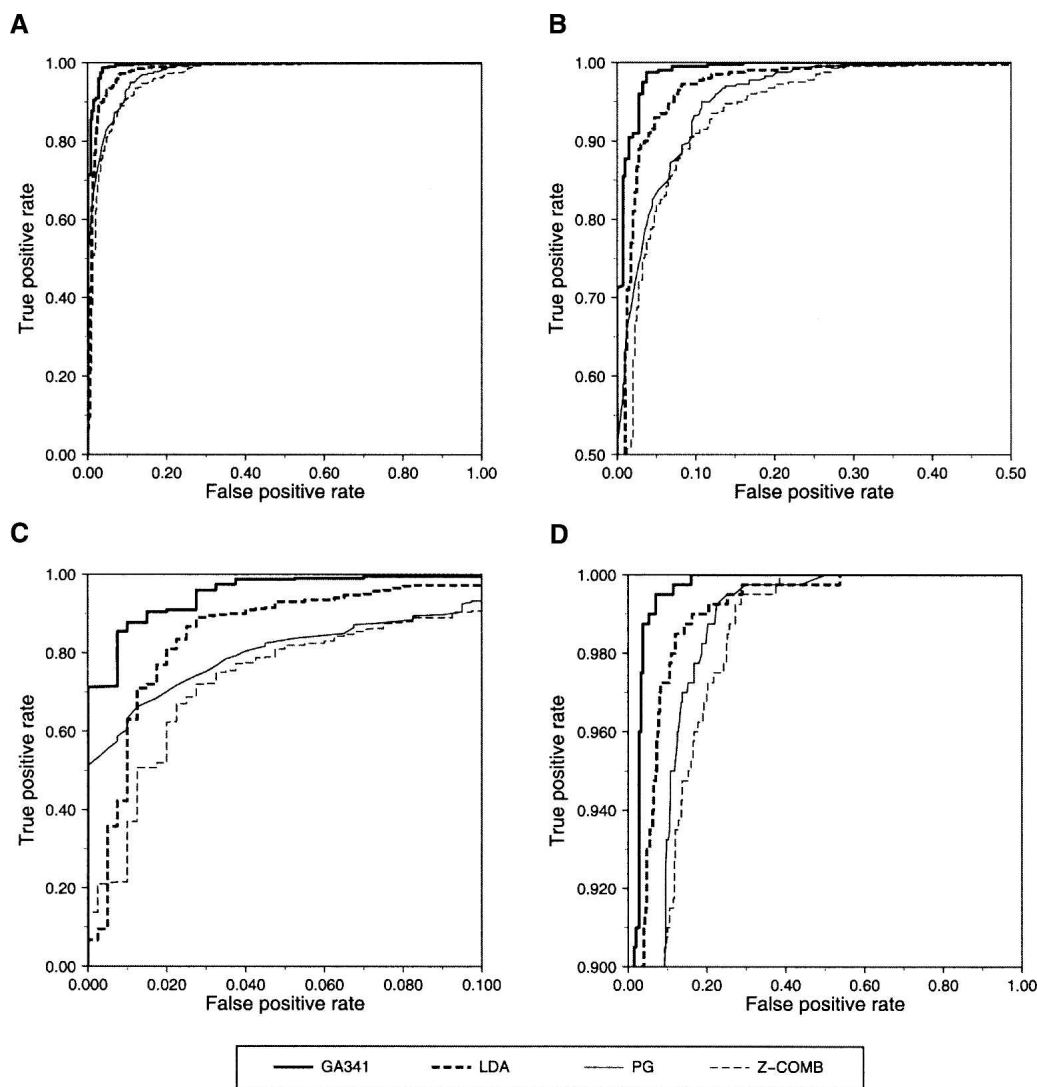 A
1.00
0.80
0.60
0.40
0.20
0.00
True positive rate
0.00 0.20 0.40 0.60 0.80 1.00
False positive rate
B
1.00
0.90
0.80
0.70
0.60
0.50
True positive rate
0.00 0.10 0.20 0.30 0.40 0.50
False positive rate
C
1.00
0.80
0.60
0.40
0.20
0.00
True positive rate
0.000 0.020 0.040 0.060 0.080 0.100
False positive rate
D
1.000
0.980
0.960
0.940
0.920
0.900
True positive rate
0.00 0.20 0.40 0.60 0.80 1.00
False positive rate
GA341 LDA PG Z-COMB